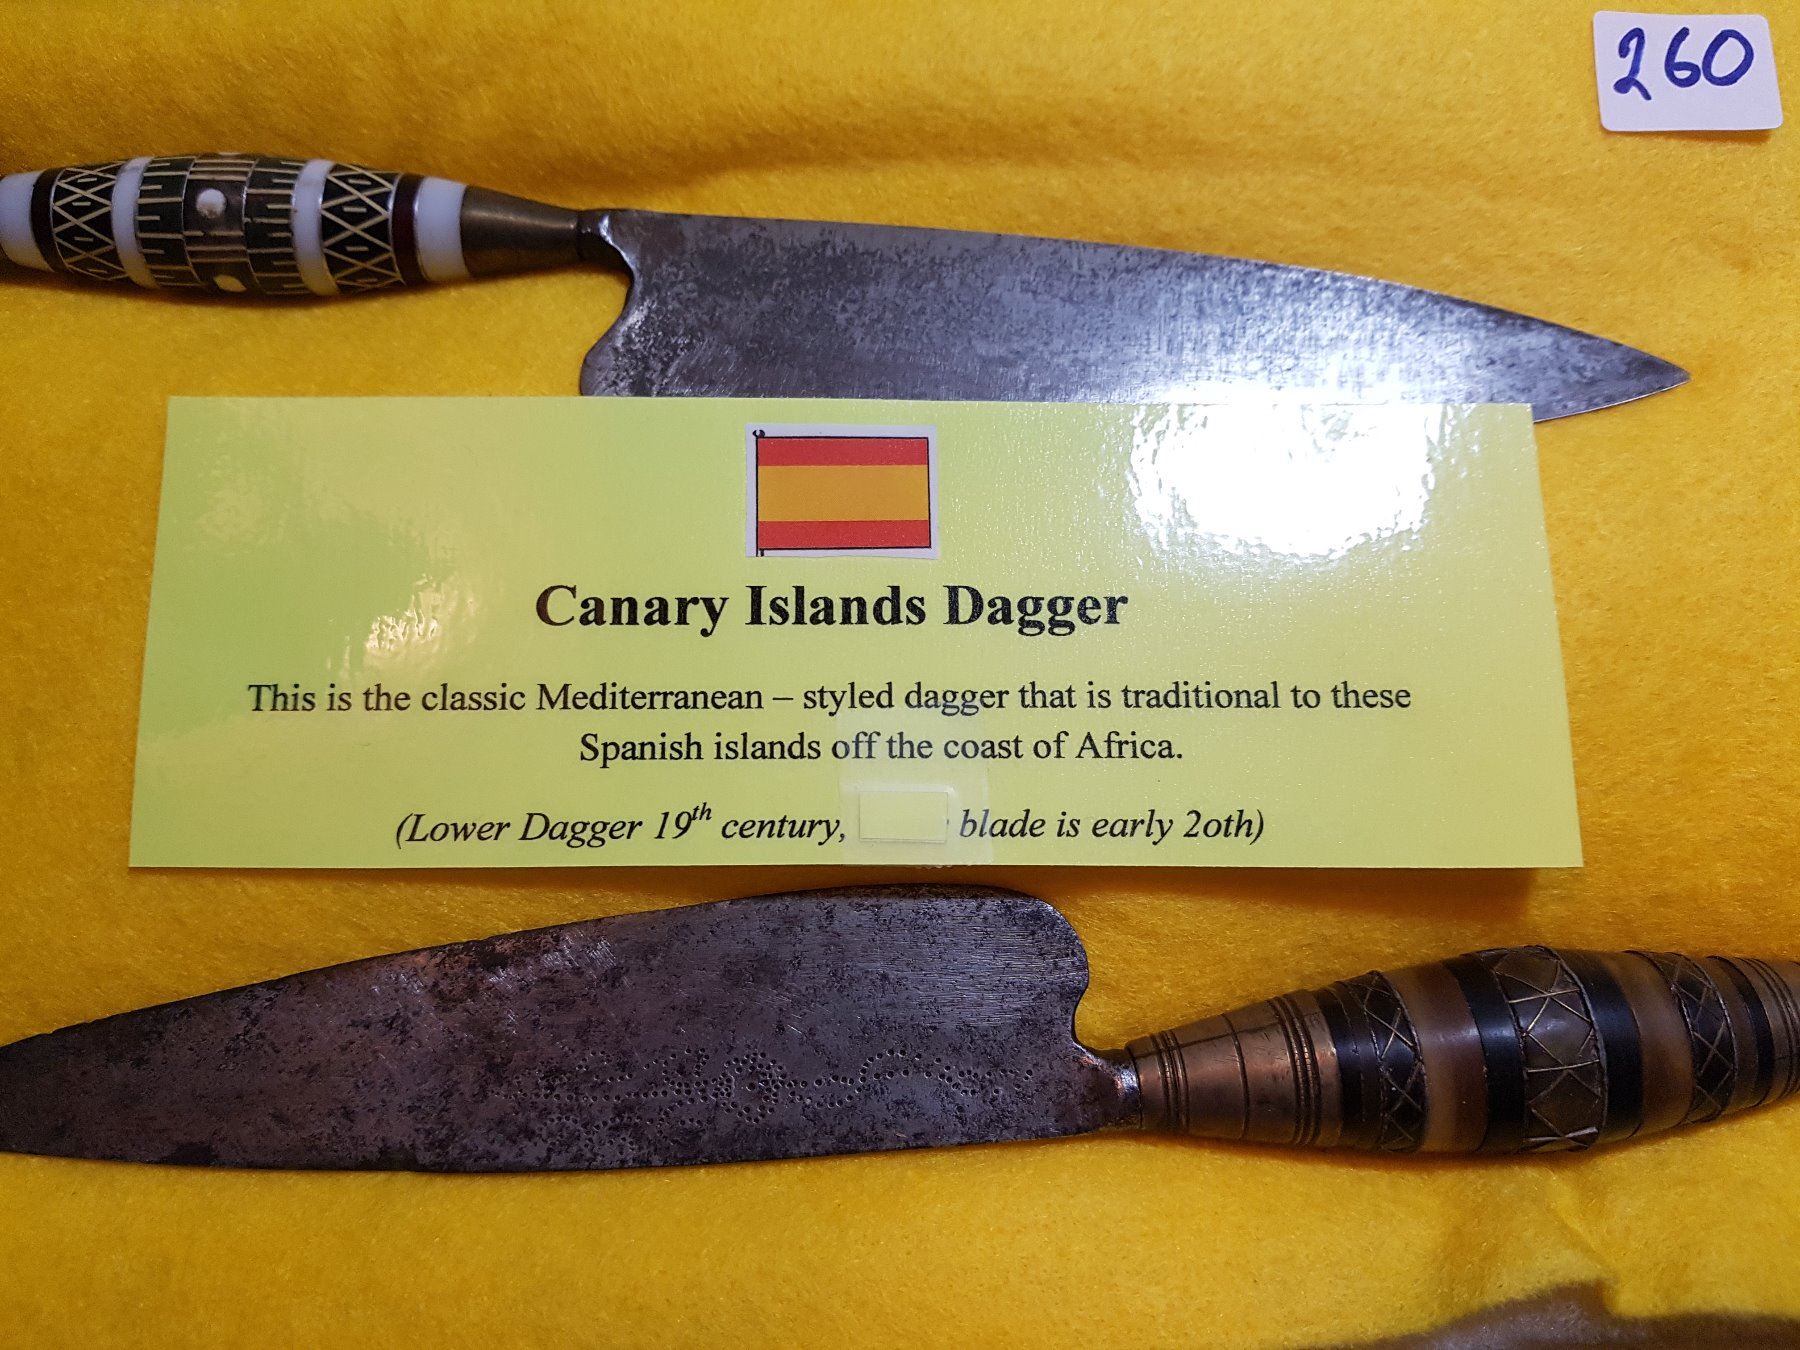 260
Canary Islands Dagger
This is the classic Mediterranean – styled dagger that is traditional to these
Spanish islands off the coast of Africa.
(Lower Dagger 19th century, blade is early 2oth)